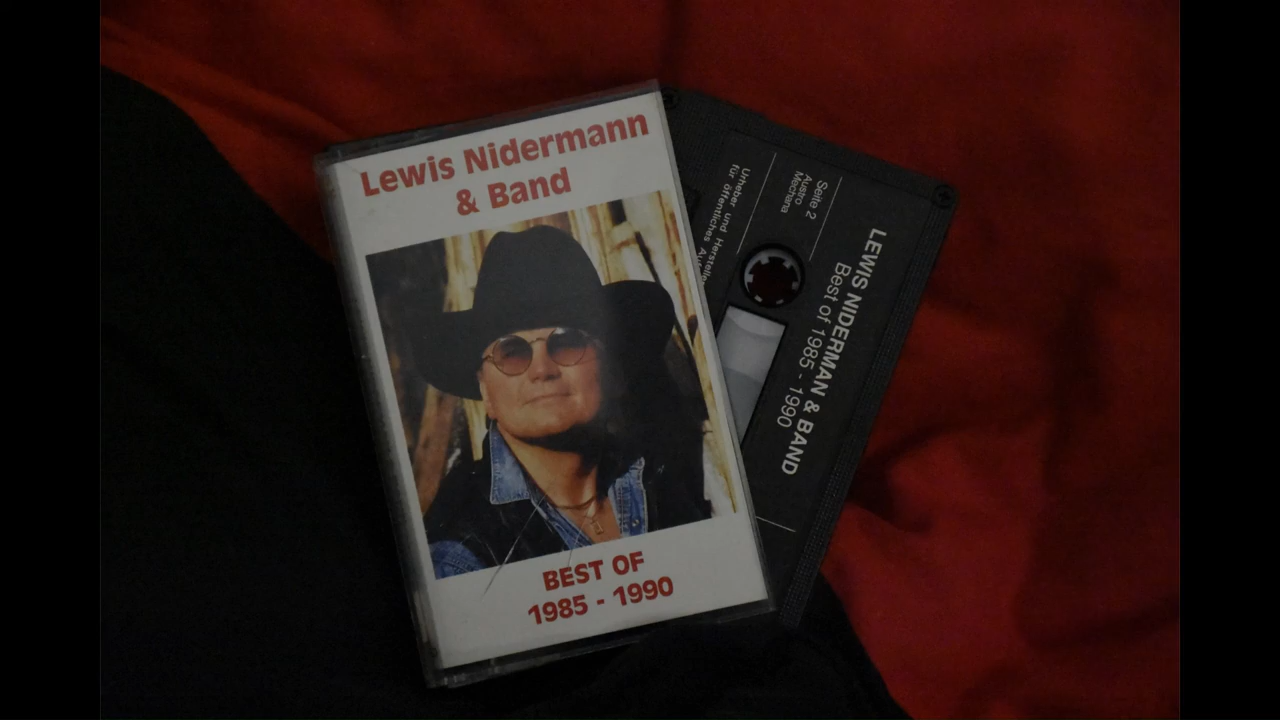 Lewis Nidermann
& Band
BEST OF
1985 - 1990
LEWIS NIDERMAN & BAND
Best of 1985 - 1990
Seite 2
Austro
Mechana
Urheber und Hersteller
für öffentliches